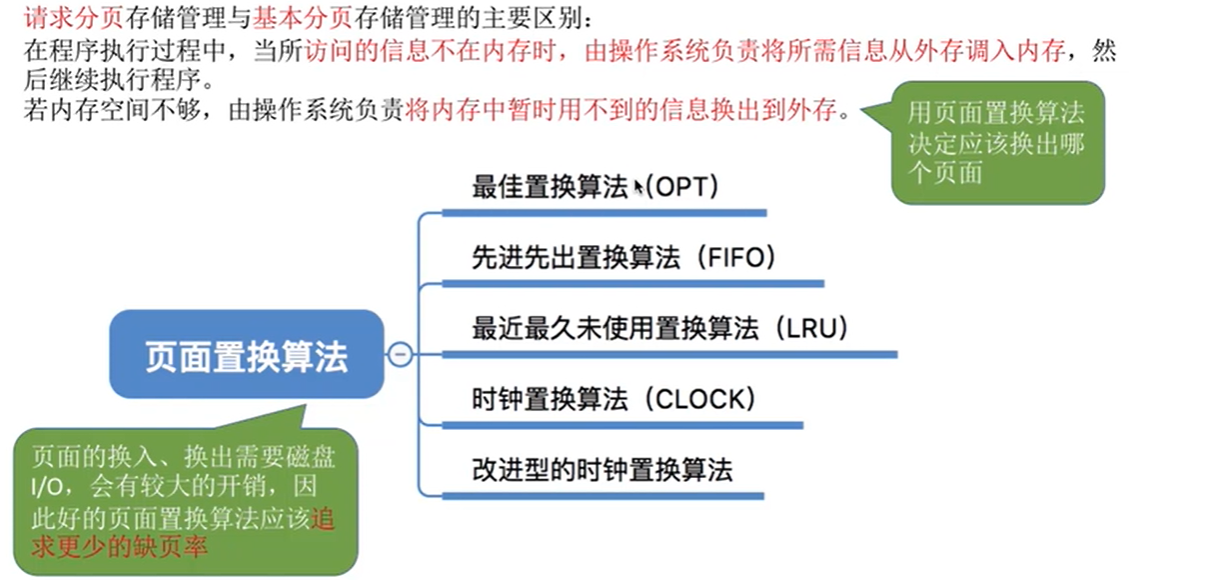 请求分页存储管理与基本分页存储管理的主要区别：
在程序执行过程中，当所访问的信息不在内存时，由操作系统负责将所需信息从外存调入内存，然
后继续执行程序。
若内存空间不够，由操作系统负责将内存中暂时用不到的信息换出到外存。
用页面置换算法
决定应该换出哪
个页面
最佳置换算法（OPT）
先进先出置换算法（FIFO）
最近最久未使用置换算法（LRU）
页面置换算法
时钟置换算法（CLOCK）
改进型的时钟置换算法
页面的换入、换出需要磁盘
I/O，会有较大的开销，因
此好的页面置换算法应该追
求更少的缺页率